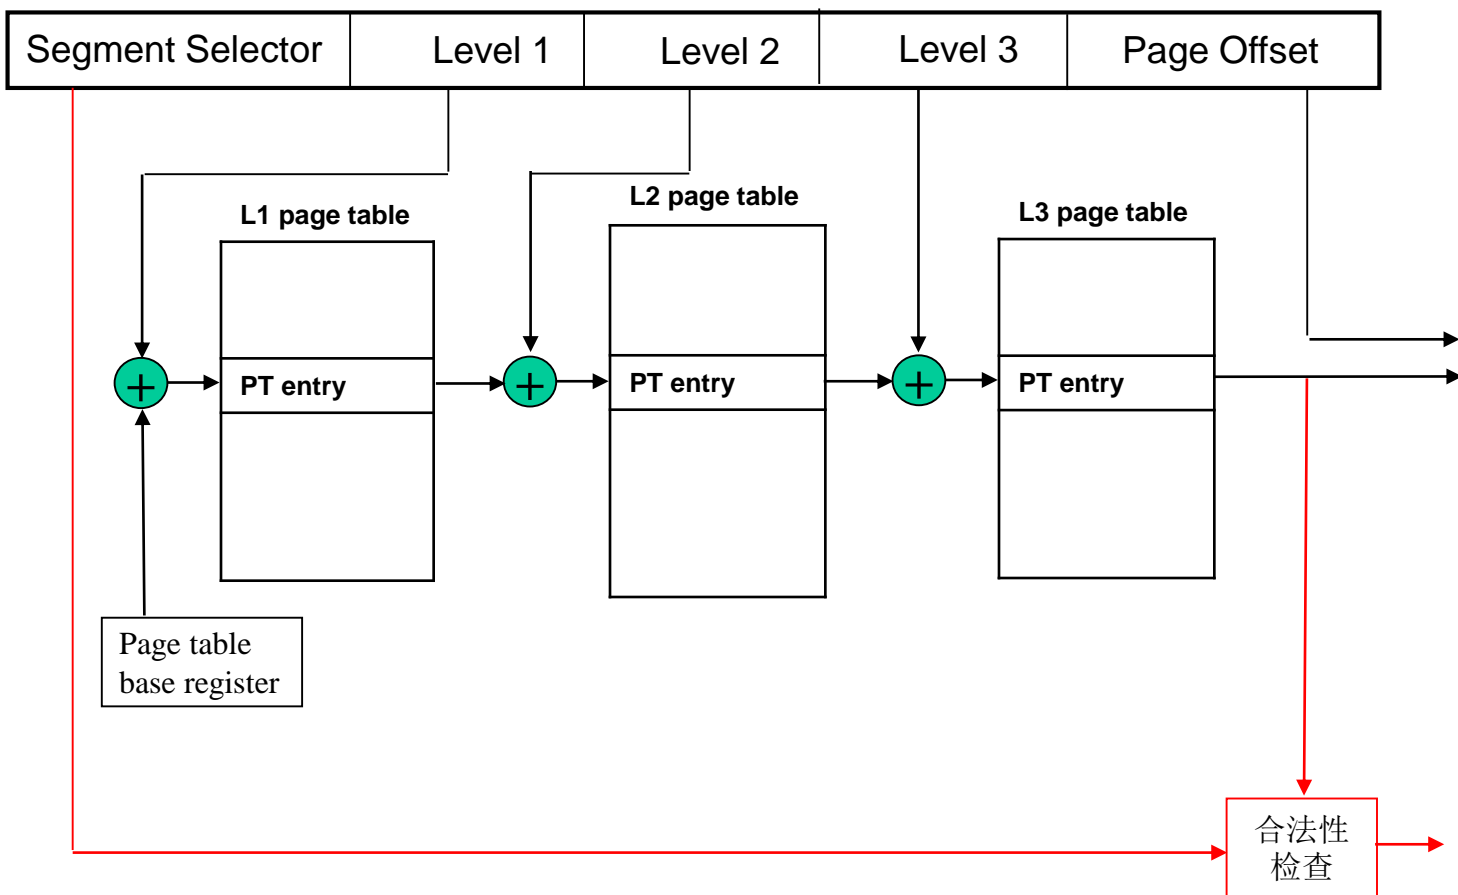 Segment Selector
Level 1
Level 2
Level 3
Page Offset
L1 page table
L2 page table
L3 page table
+
PT entry
+
PT entry
+
PT entry
Page table
base register
合法性
检查